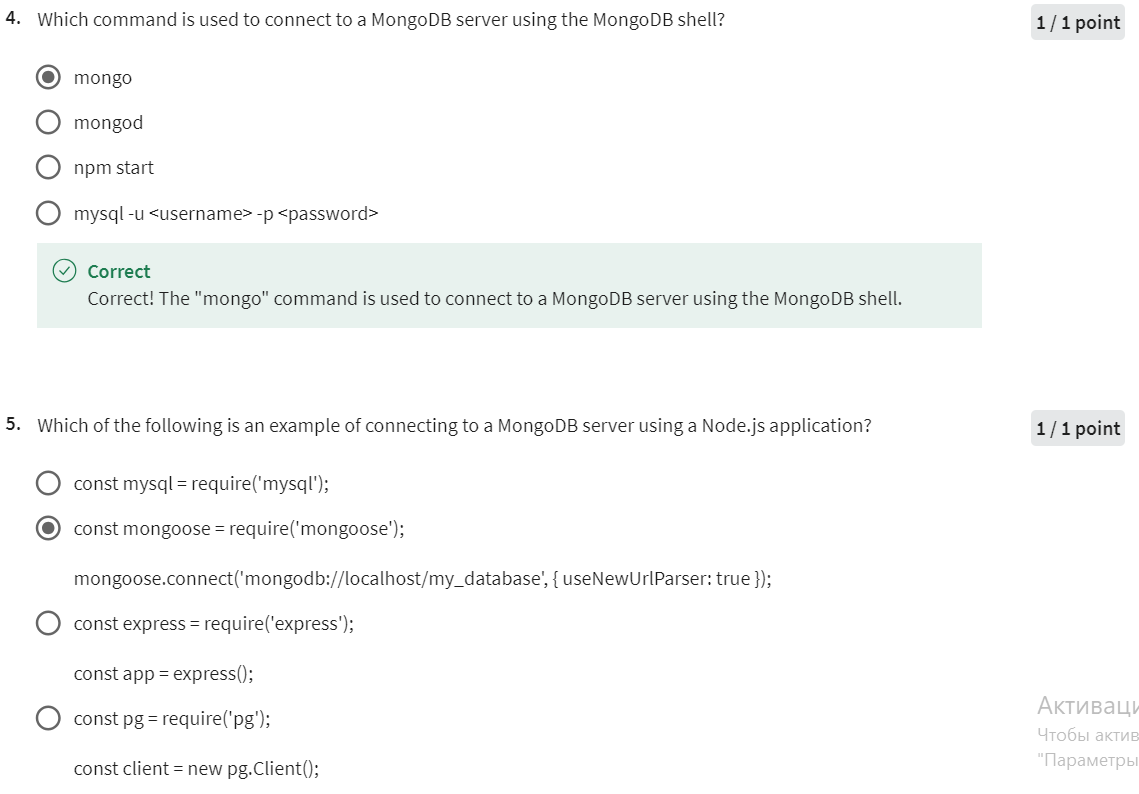 4. Which command is used to connect to a MongoDB server using the MongoDB shell?
1 / 1 point
mongo
mongod
npm start
mysql -u <username> -p <password>
Correct
Correct! The "mongo" command is used to connect to a MongoDB server using the MongoDB shell.
5. Which of the following is an example of connecting to a MongoDB server using a Node.js application?
1 / 1 point
const mysql = require('mysql');
const mongoose = require('mongoose');
mongoose.connect('mongodb://localhost/my_database', { useNewUrlParser: true });
const express = require('express');
const app = express();
const pg = require('pg');
const client = new pg.Client();
Активаци
Чтобы актив
"Параметры